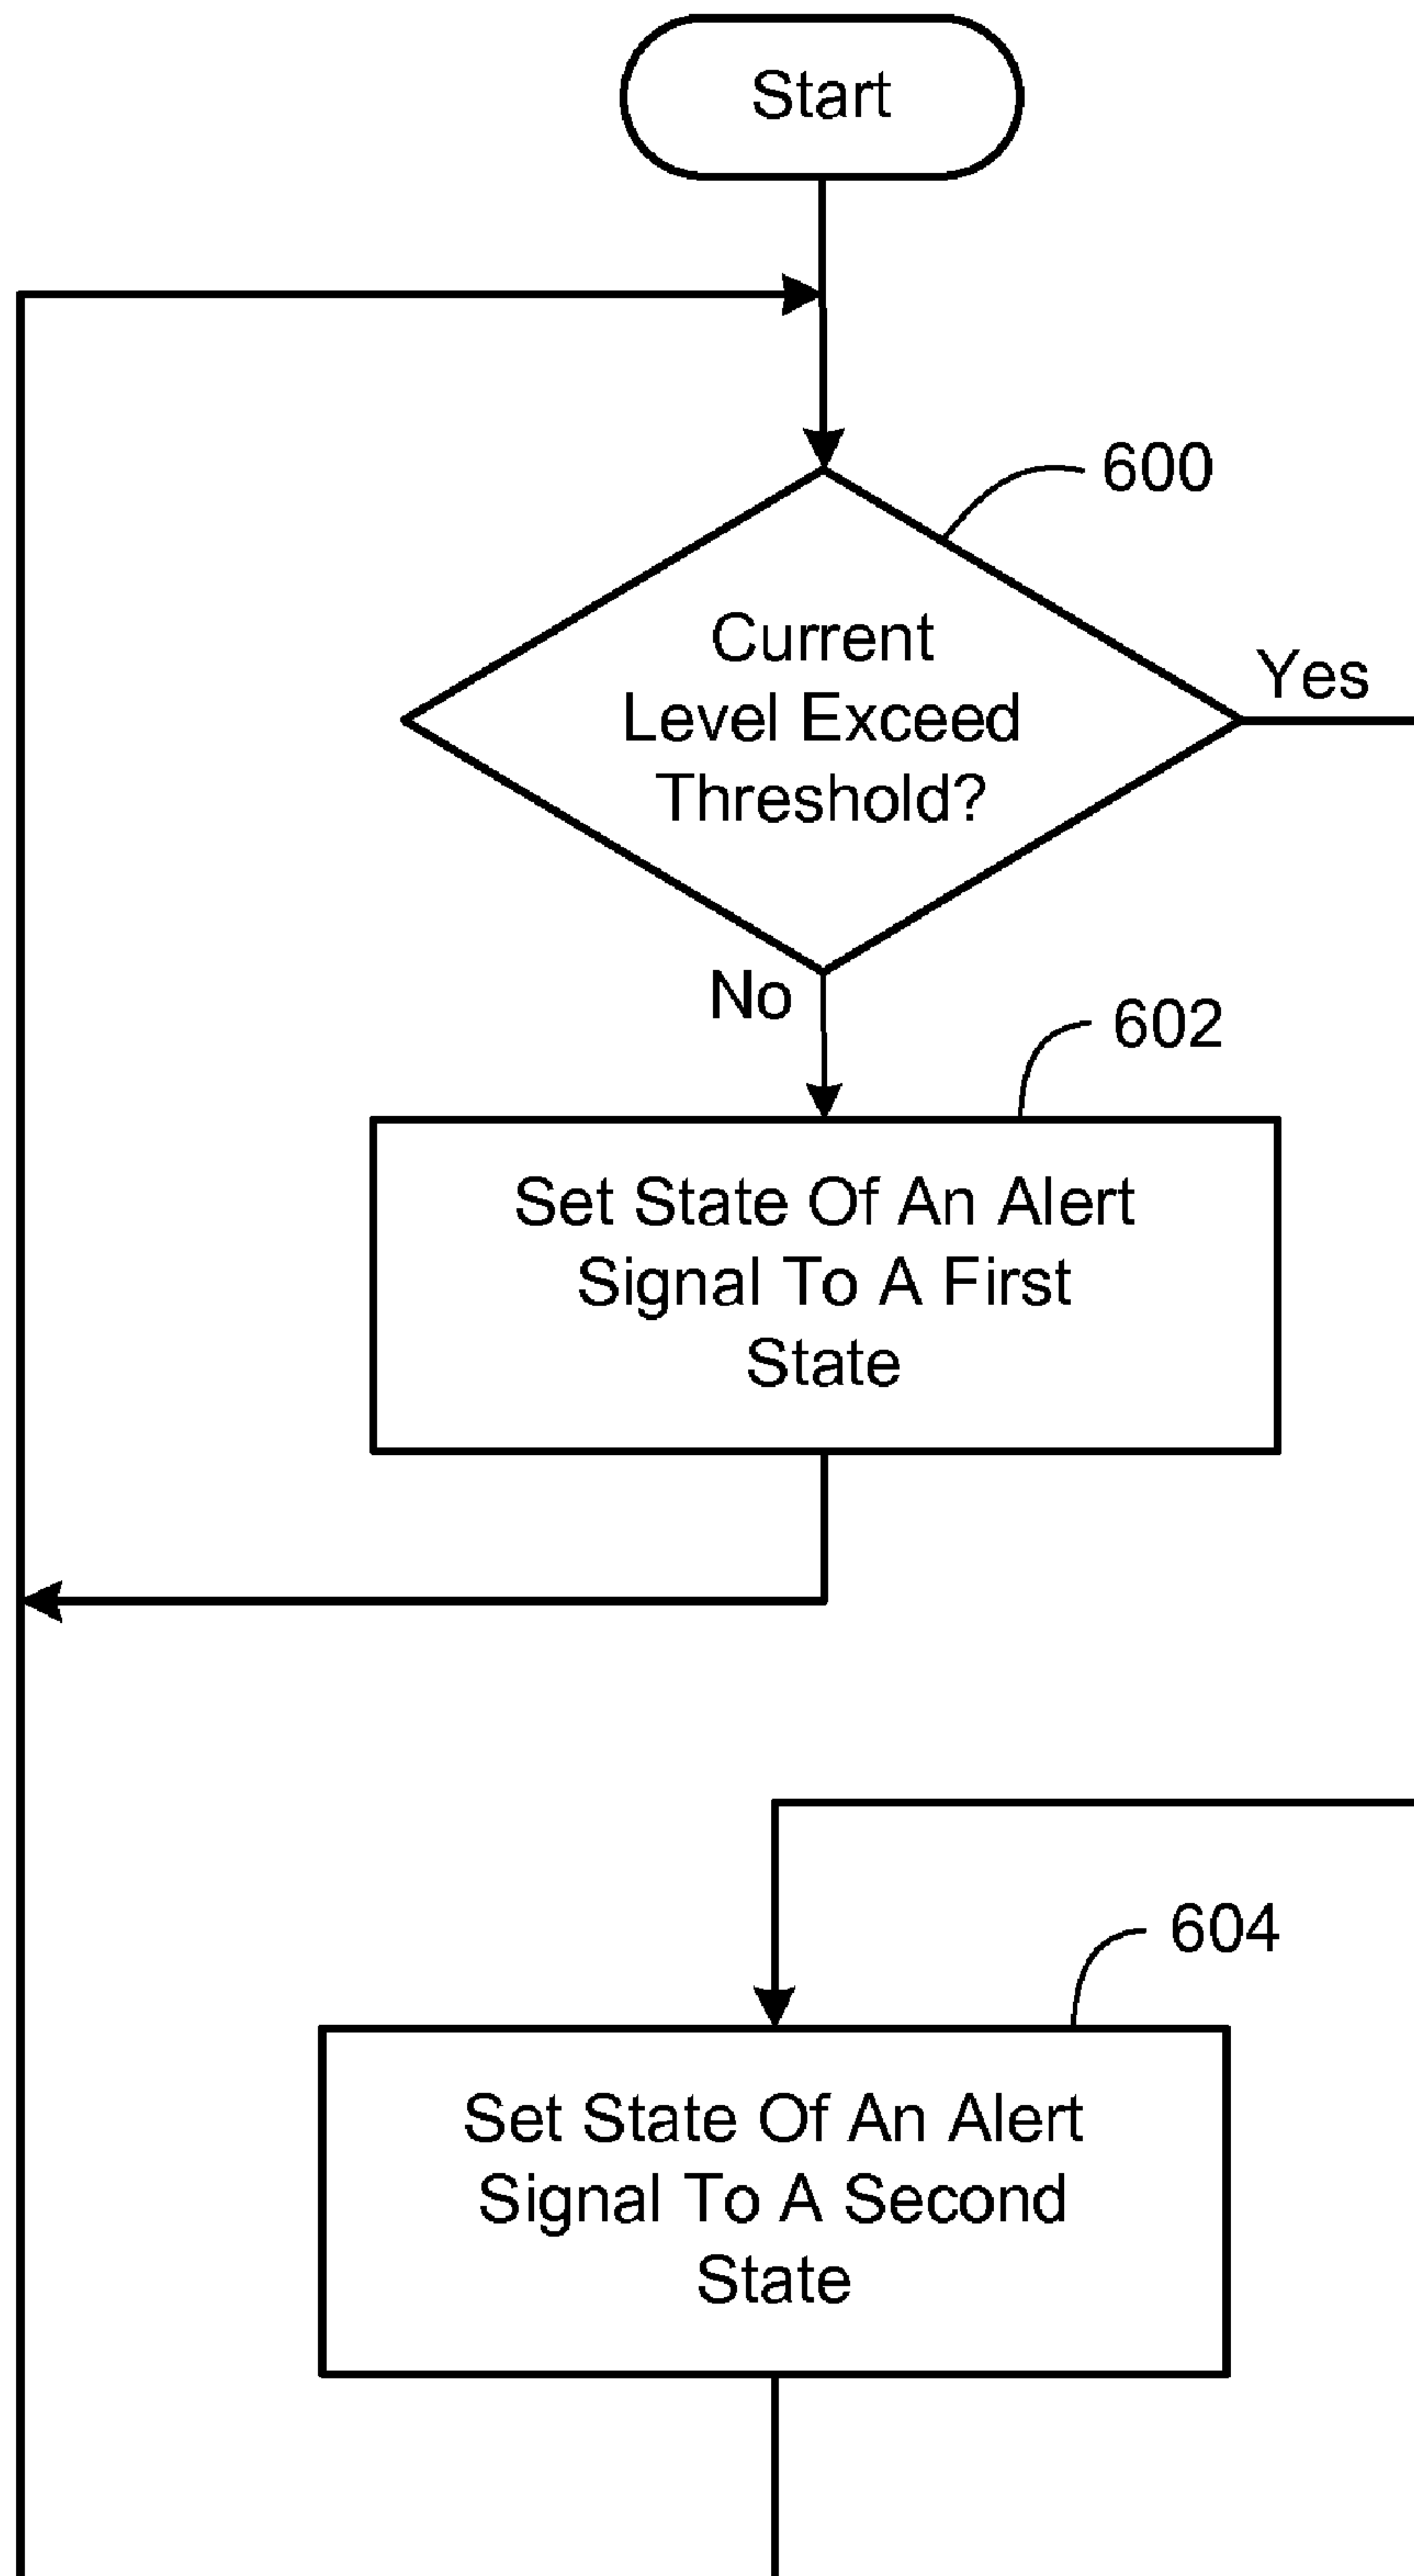 Start
600
Current
Level Exceed
Threshold?
Yes
No
602
Set State Of An Alert
Signal To A First
State
604
Set State Of An Alert
Signal To A Second
State